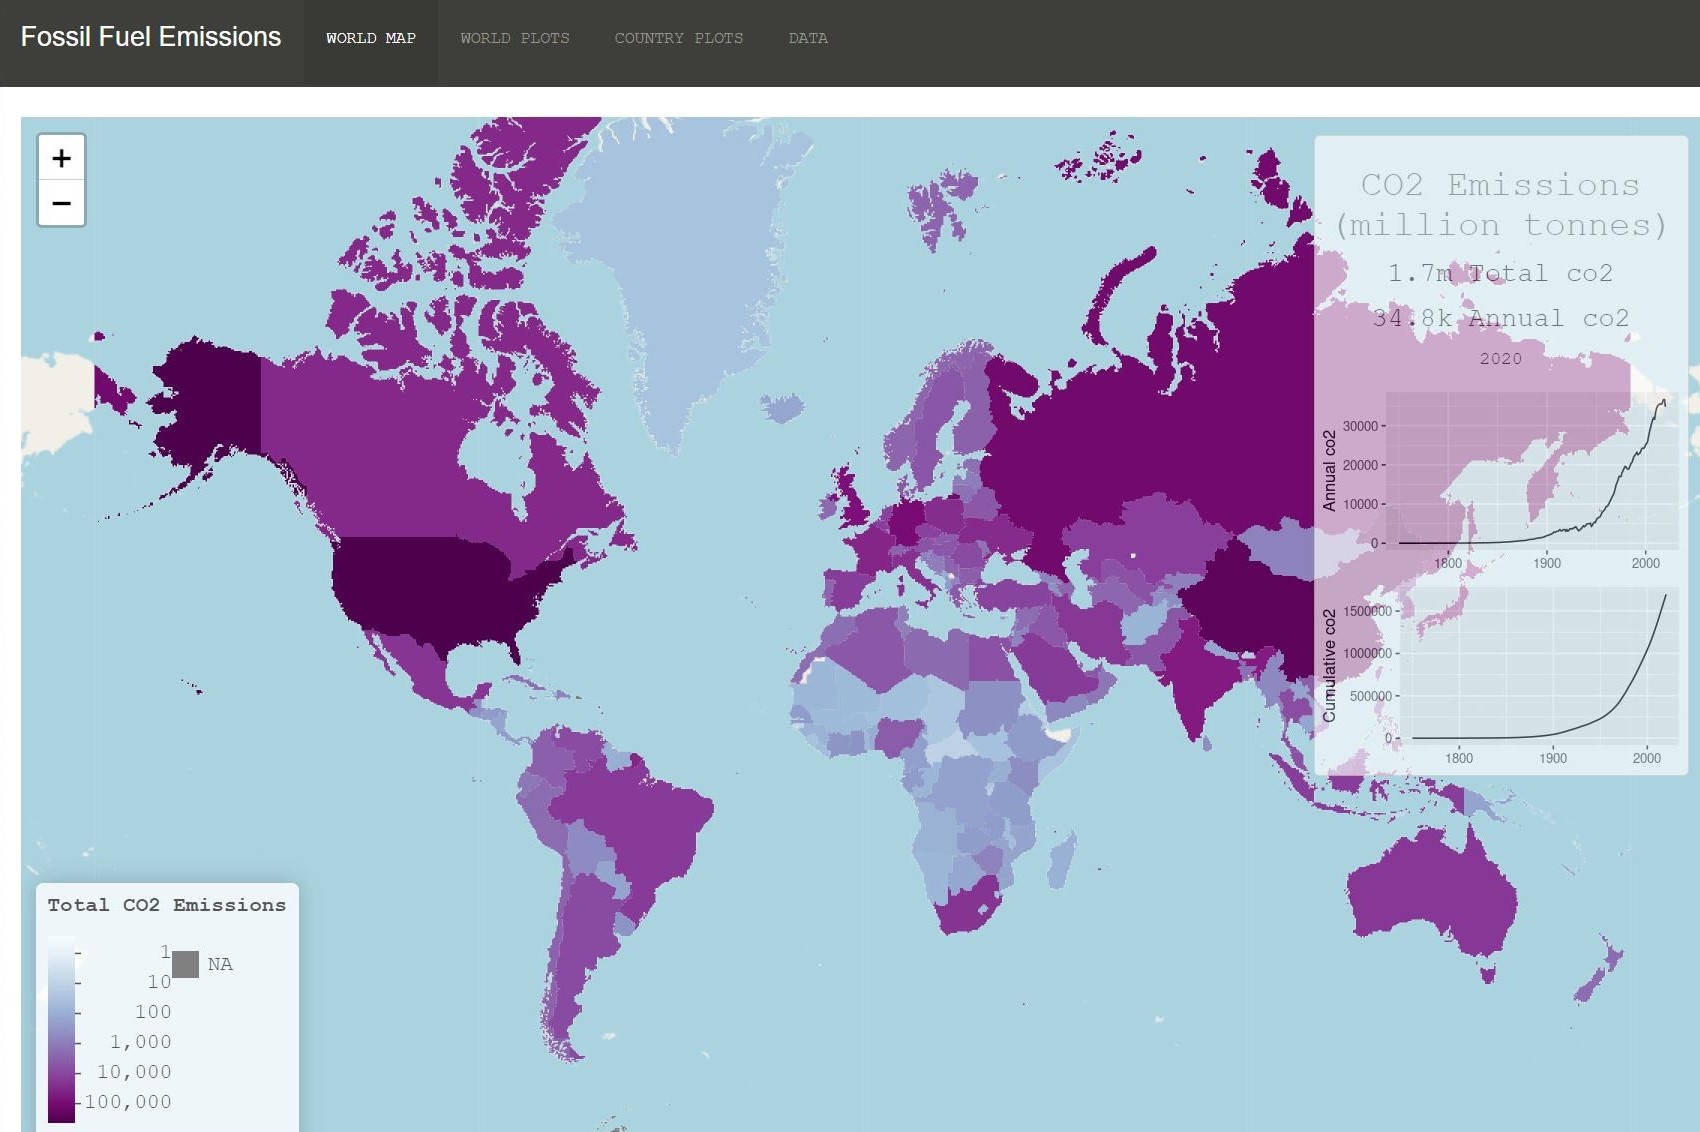 Fossil Fuel Emissions
WORLD MAP
WORLD PLOTS
COUNTRY PLOTS
DATA
+
−
CO2 Emissions
(million tonnes)
1.7m Total co2
34.8k Annual co2
2020
Annual co2
30000
20000
10000
0
1800
1900
2000
Cumulative co2
1500000
1000000
500000
0
1800
1900
2000
Total CO2 Emissions
1
10
100
1,000
10,000
100,000
NA